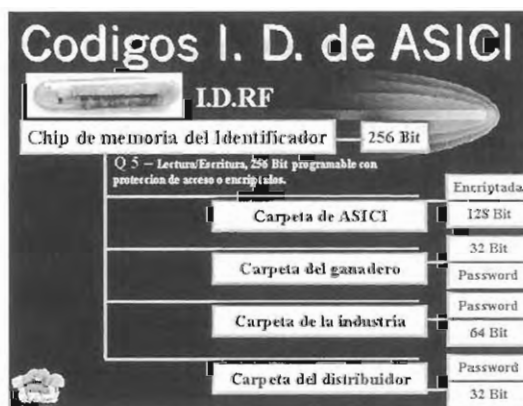 Codigos I. D. de ASICI
I.D.RF
Chip de memoria del Identificador
256 Bit
Q 5 – Lectura/Escritura, 256 Bit programable con
proteccion de acceso o encriptalos.
Encriptada
Carpeta de ASICI
128 Bit
32 Bit
Carpeta del ganadero
Password
Password
Carpeta de la industria
64 Bit
Password
Carpeta del distribuidor
32 Bit